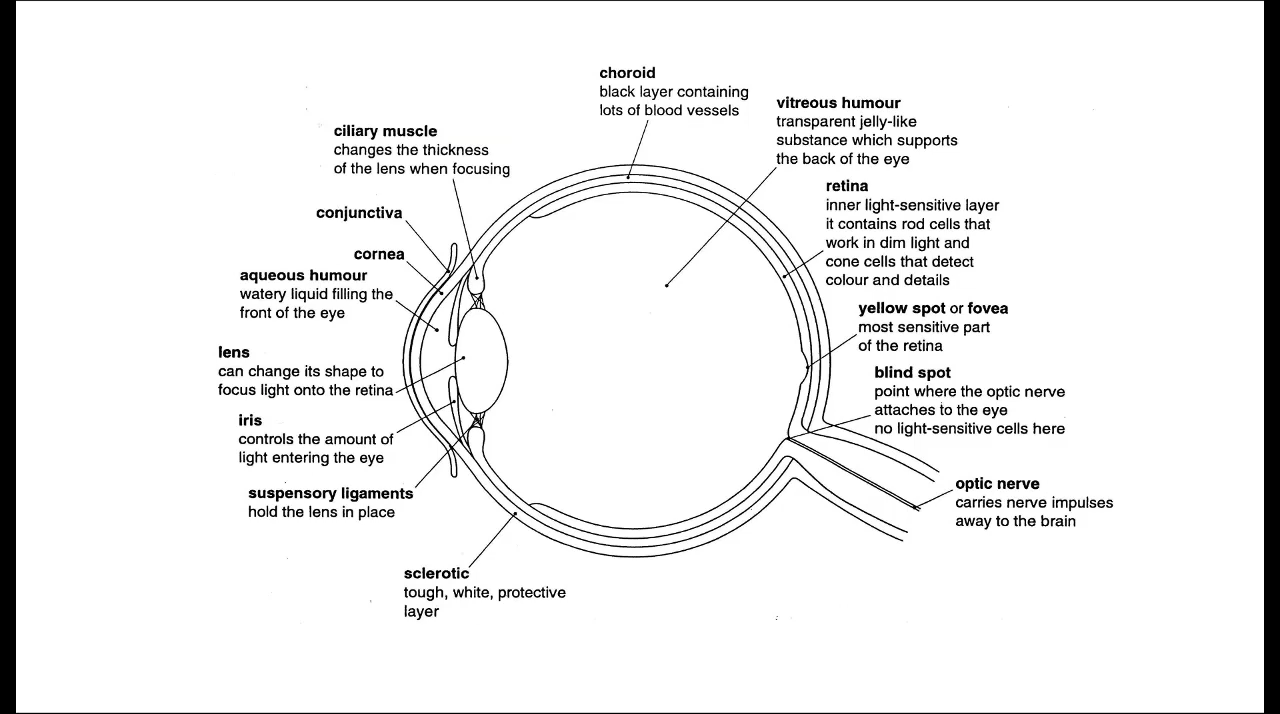 choroid
black layer containing
lots of blood vessels
vitreous humour
transparent jelly-like
substance which supports
the back of the eye
ciliary muscle
changes the thickness
of the lens when focusing
retina
inner light-sensitive layer
it contains rod cells that
work in dim light and
cone cells that detect
colour and details
conjunctiva
cornea
aqueous humour
watery liquid filling the
front of the eye
yellow spot or fovea
most sensitive part
of the retina
lens
can change its shape to
focus light onto the retina
blind spot
point where the optic nerve
attaches to the eye
no light-sensitive cells here
iris
controls the amount of
light entering the eye
suspensory ligaments
hold the lens in place
optic nerve
carries nerve impulses
away to the brain
sclerotic
tough, white, protective
layer